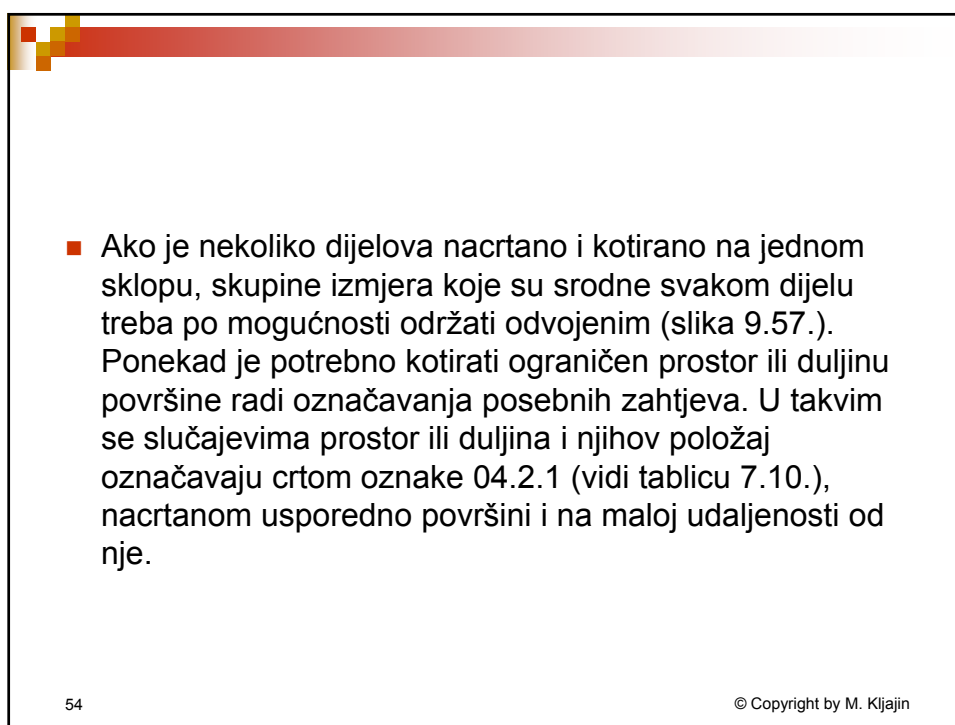 Ako je nekoliko dijelova nacrtano i kotirano na jednom
sklopu, skupine izmjera koje su srodne svakom dijelu
treba po mogućnosti održati odvojenim (slika 9.57.).
Ponekad je potrebno kotirati ograničen prostor ili duljinu
površine radi označavanja posebnih zahtjeva. U takvim
se slučajevima prostor ili duljina i njihov položaj
označavaju crtom oznake 04.2.1 (vidi tablicu 7.10.),
nacrtanom usporedno površini i na maloj udaljenosti od
nje.
54
© Copyright by M. Kljajin